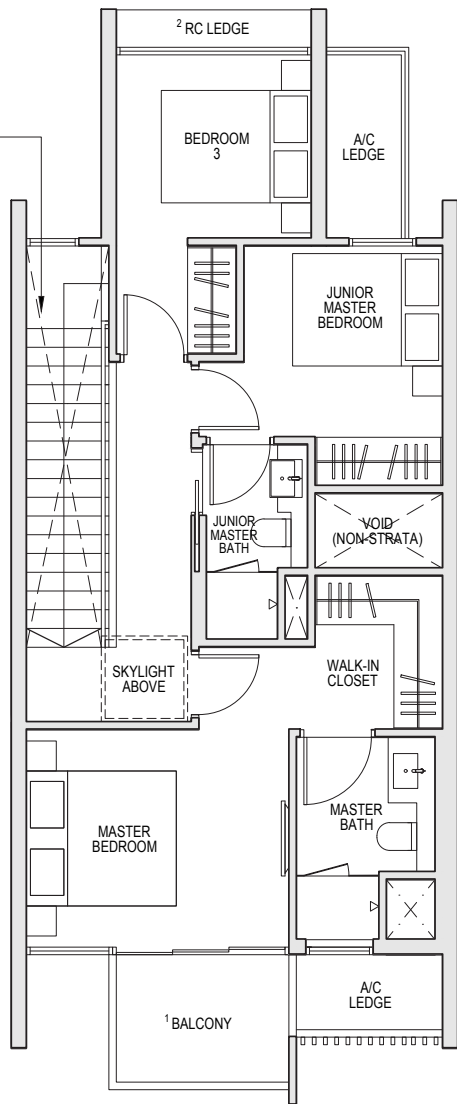 ² RC LEDGE
BEDROOM
3
A/C
LEDGE
JUNIOR
MASTER
BEDROOM
JUNIOR
MASTER
BATH
VOID
(NON-STRATA)
SKYLIGHT
ABOVE
WALK-IN
CLOSET
MASTER
BEDROOM
MASTER
BATH
¹ BALCONY
A/C
LEDGE